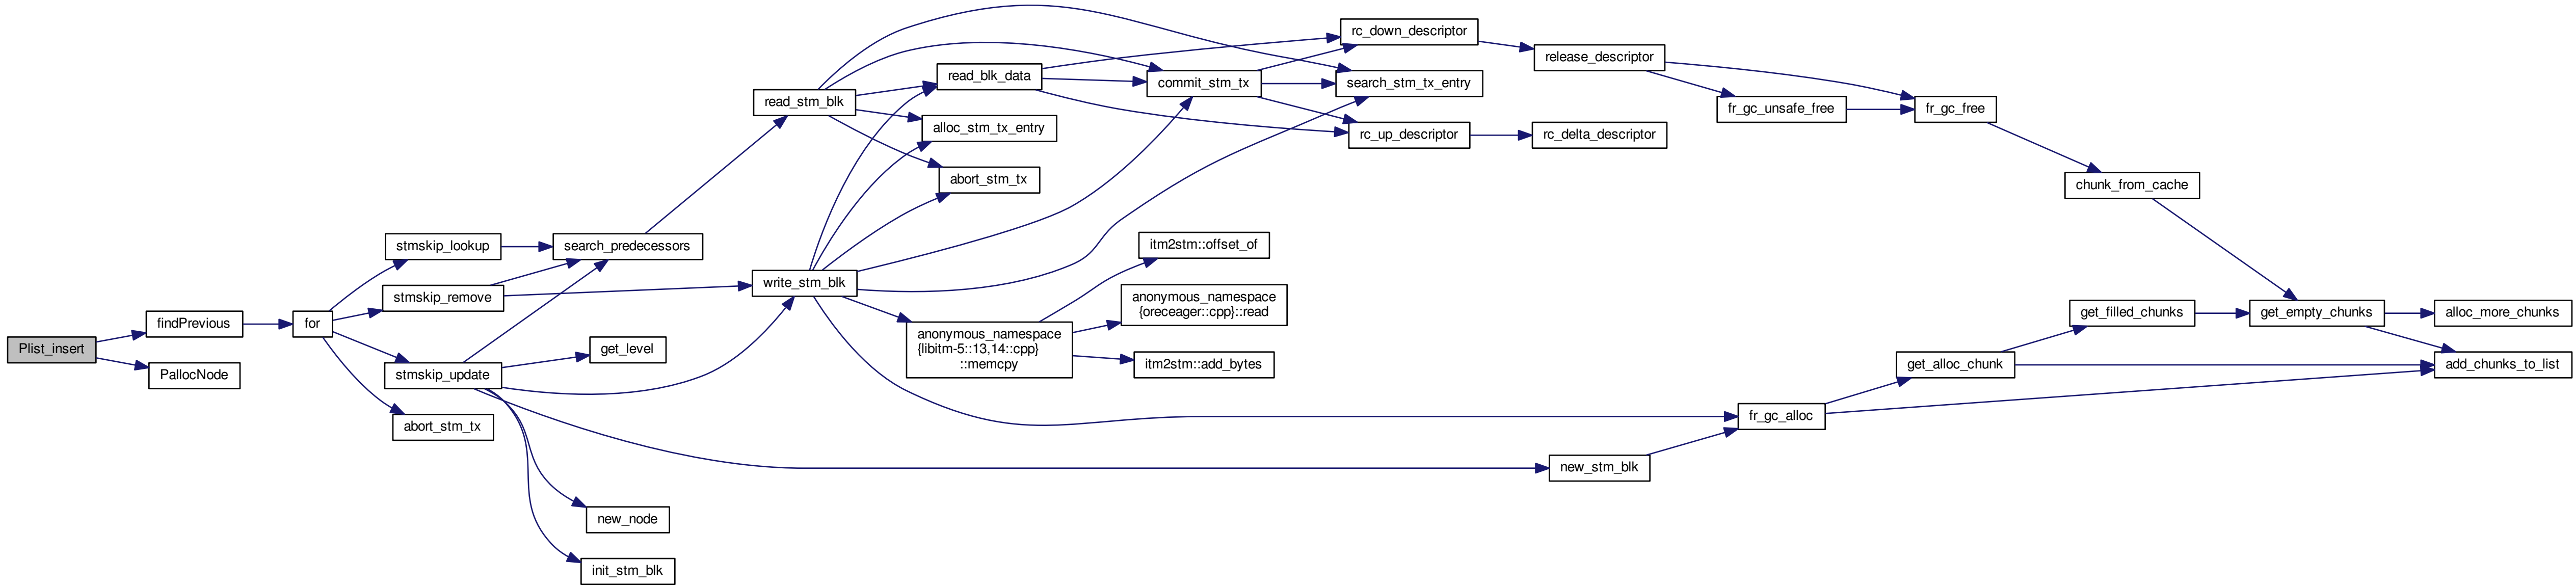 Plist_insert
findPrevious
PallocNode
for
stmskip_lookup
stmskip_remove
stmskip_update
abort_stm_tx
search_predecessors
get_level
new_node
init_stm_blk
read_stm_blk
write_stm_blk
read_blk_data
alloc_stm_tx_entry
abort_stm_tx
anonymous_namespace
{libitm-5::13,14::cpp}
::memcpy
commit_stm_tx
itm2stm::offset_of
anonymous_namespace
{oreceager::cpp}::read
itm2stm::add_bytes
rc_down_descriptor
search_stm_tx_entry
rc_up_descriptor
release_descriptor
rc_delta_descriptor
new_stm_blk
fr_gc_unsafe_free
fr_gc_alloc
fr_gc_free
get_alloc_chunk
chunk_from_cache
get_filled_chunks
get_empty_chunks
alloc_more_chunks
add_chunks_to_list